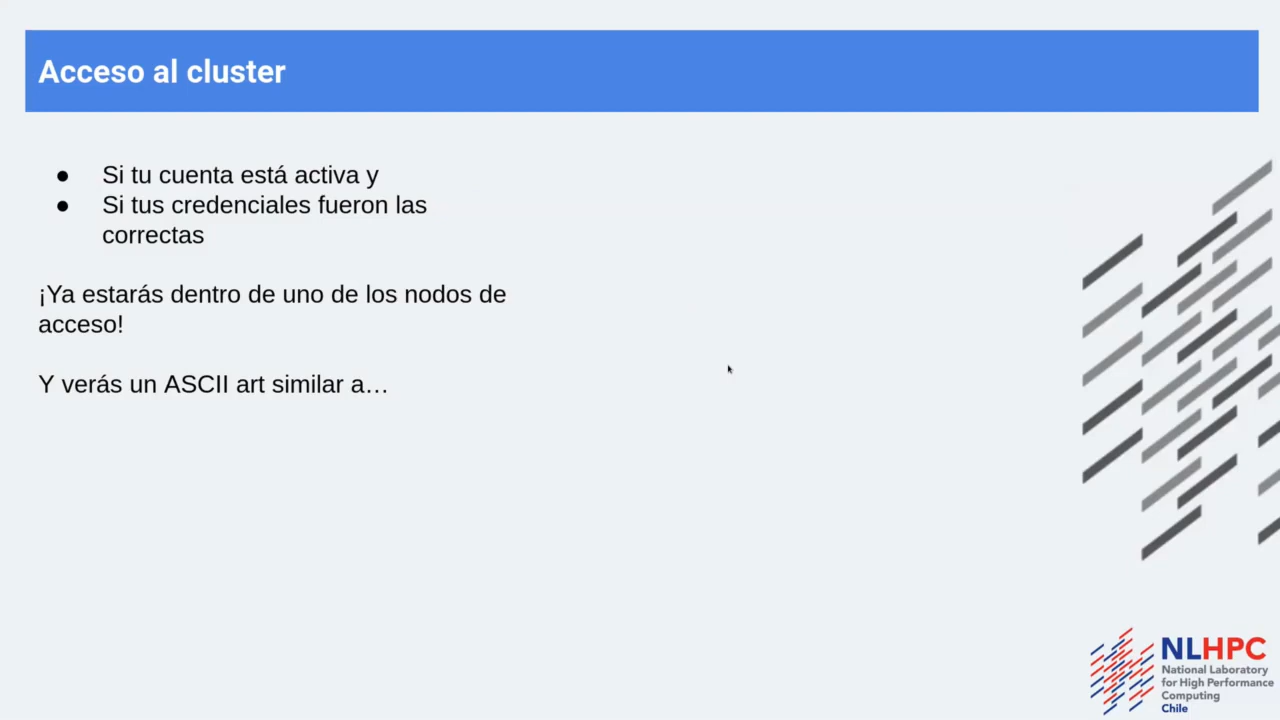 Acceso al cluster
● Si tu cuenta está activa y
● Si tus credenciales fueron las
correctas
¡Ya estarás dentro de uno de los nodos de
acceso!
Y verás un ASCII art similar a…
NLHPC
National Laboratory
for High Performance
Computing
Chile